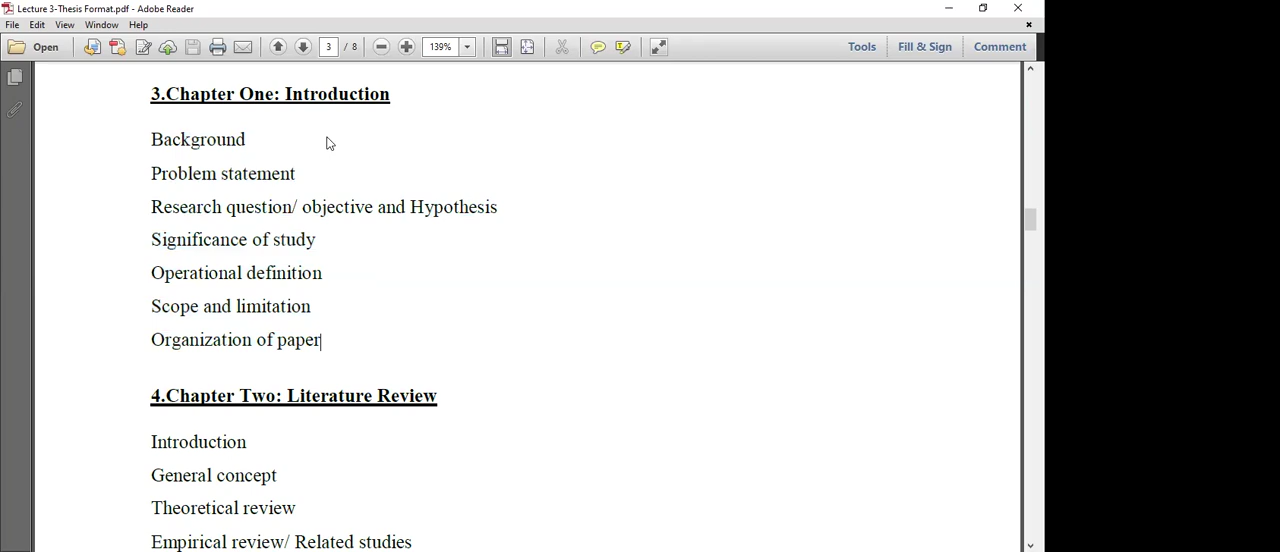 Lecture 3-Thesis Format.pdf - Adobe Reader
File Edit View Window Help
Open 3 / 8 139% Tools Fill & Sign Comment
3.Chapter One: Introduction
Background
Problem statement
Research question/ objective and Hypothesis
Significance of study
Operational definition
Scope and limitation
Organization of paper
4.Chapter Two: Literature Review
Introduction
General concept
Theoretical review
Empirical review/ Related studies